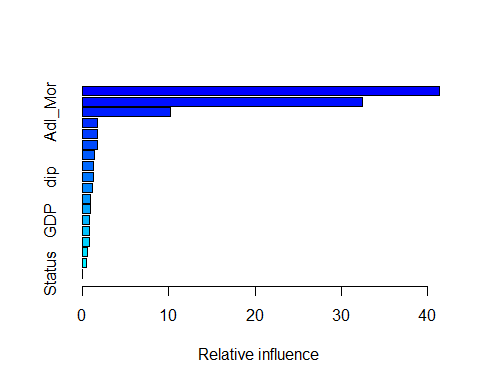 Adl_Mor
dip
GDP
Status
0 10 20 30 40
Relative influence